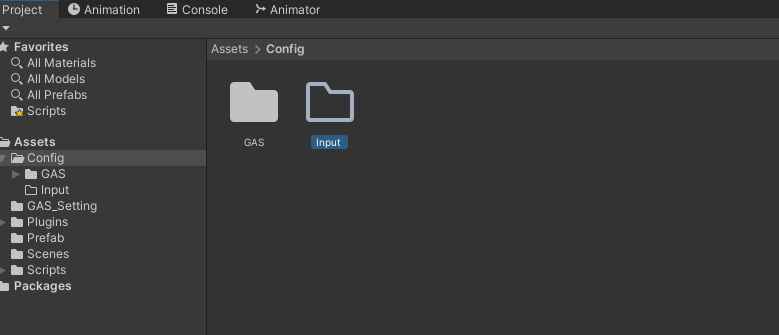 Project Animation Console Animator
Favorites
All Materials
All Models
All Prefabs
Scripts
Assets
Config
GAS
Input
GAS_Setting
Plugins
Prefab
Scenes
Scripts
Packages
Assets > Config
GAS Input